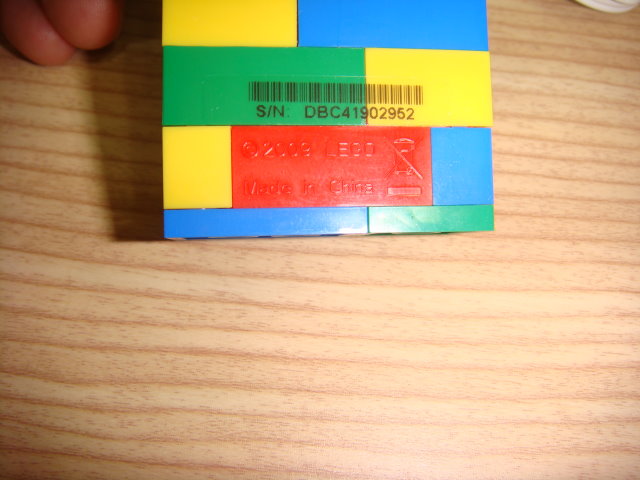 S/N: DBC41902952
©2009 LEGO
Made in China